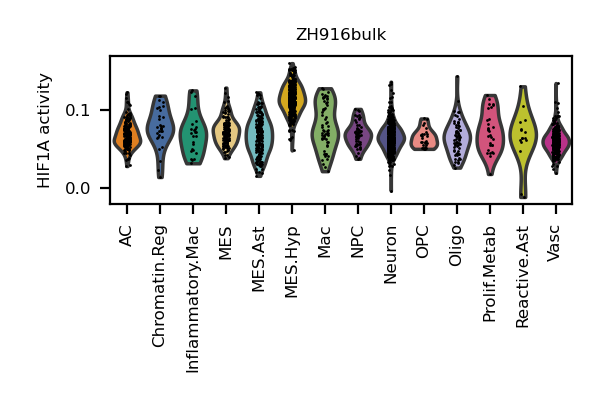 ZH916bulk
HIF1A activity
0.1
0.0
AC
Chromatin.Reg
Inflammatory.Mac
MES
MES.Ast
MES.Hyp
Mac
NPC
Neuron
OPC
Oligo
Prolif.Metab
Reactive.Ast
Vasc